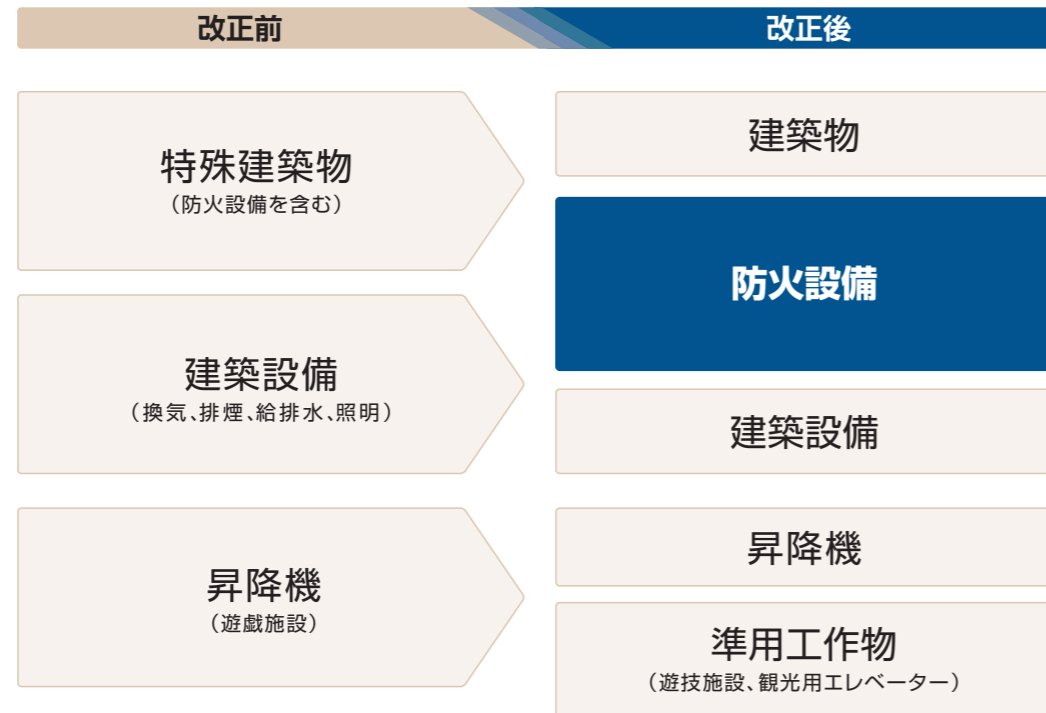 改正前
改正後
特殊建築物
（防火設備を含む）
建築設備
（換気、排煙、給排水、照明）
昇降機
（遊戯施設）
建築物
防火設備
建築設備
昇降機
準用工作物
（遊技施設、観光用エレベーター）